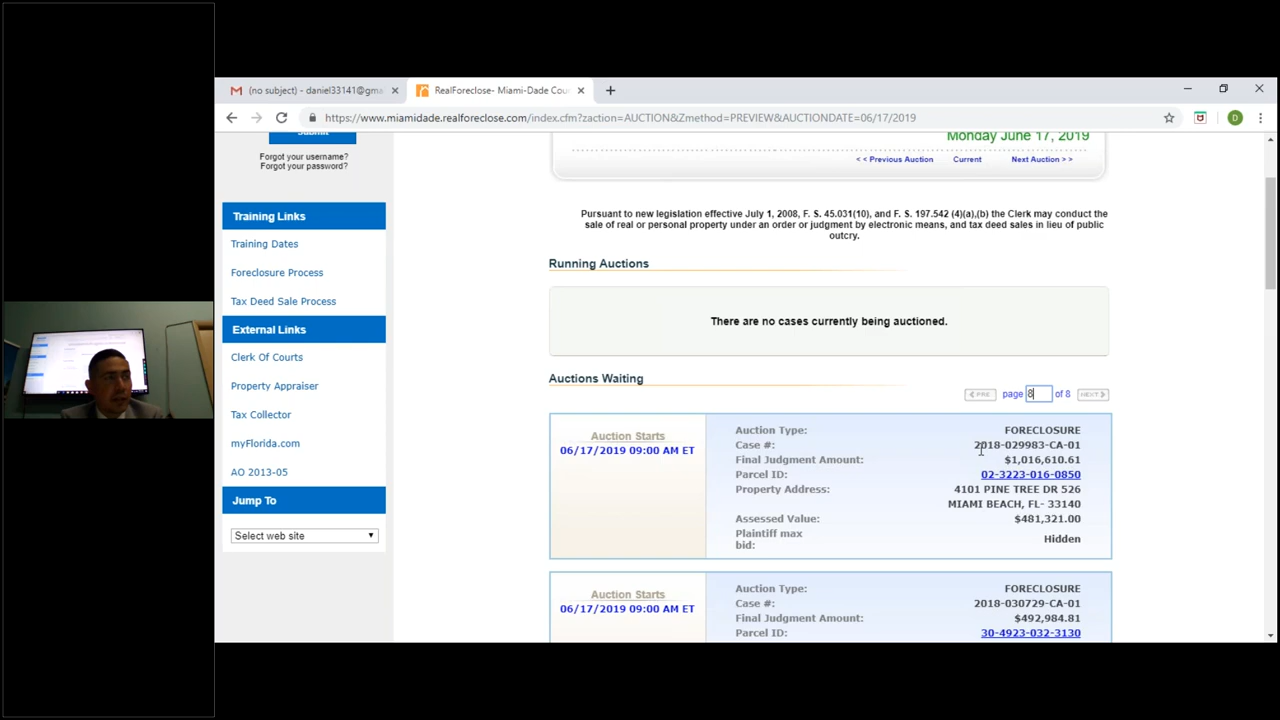 (no subject) - daniel33141@gma
RealForeclose- Miami-Dade Cou
https://www.miamidade.realforeclose.com/index.cfm?zaction=AUCTION&Zmethod=PREVIEW&AUCTIONDATE=06/17/2019
D
Submit
Forgot your username?
Forgot your password?
Training Links
Training Dates
Foreclosure Process
Tax Deed Sale Process
External Links
Clerk Of Courts
Property Appraiser
Tax Collector
myFlorida.com
AO 2013-05
Jump To
Select web site
Monday June 17, 2019
< < Previous Auction Current Next Auction > >
Pursuant to new legislation effective July 1, 2008, F. S. 45.031(10), and F. S. 197.542 (4)(a),(b) the Clerk may conduct the
sale of real or personal property under an order or judgment by electronic means, and tax deed sales in lieu of public
outcry.
Running Auctions
There are no cases currently being auctioned.
Auctions Waiting
PRE page 8 of 8 NEXT
Auction Starts
06/17/2019 09:00 AM ET
Auction Type: FORECLOSURE
Case #: 2018-029983-CA-01
Final Judgment Amount: $1,016,610.61
Parcel ID: 02-3223-016-0850
Property Address: 4101 PINE TREE DR 526
MIAMI BEACH, FL- 33140
Assessed Value: $481,321.00
Plaintiff max
bid: Hidden
Auction Starts
06/17/2019 09:00 AM ET
Auction Type: FORECLOSURE
Case #: 2018-030729-CA-01
Final Judgment Amount: $492,984.81
Parcel ID: 30-4923-032-3130